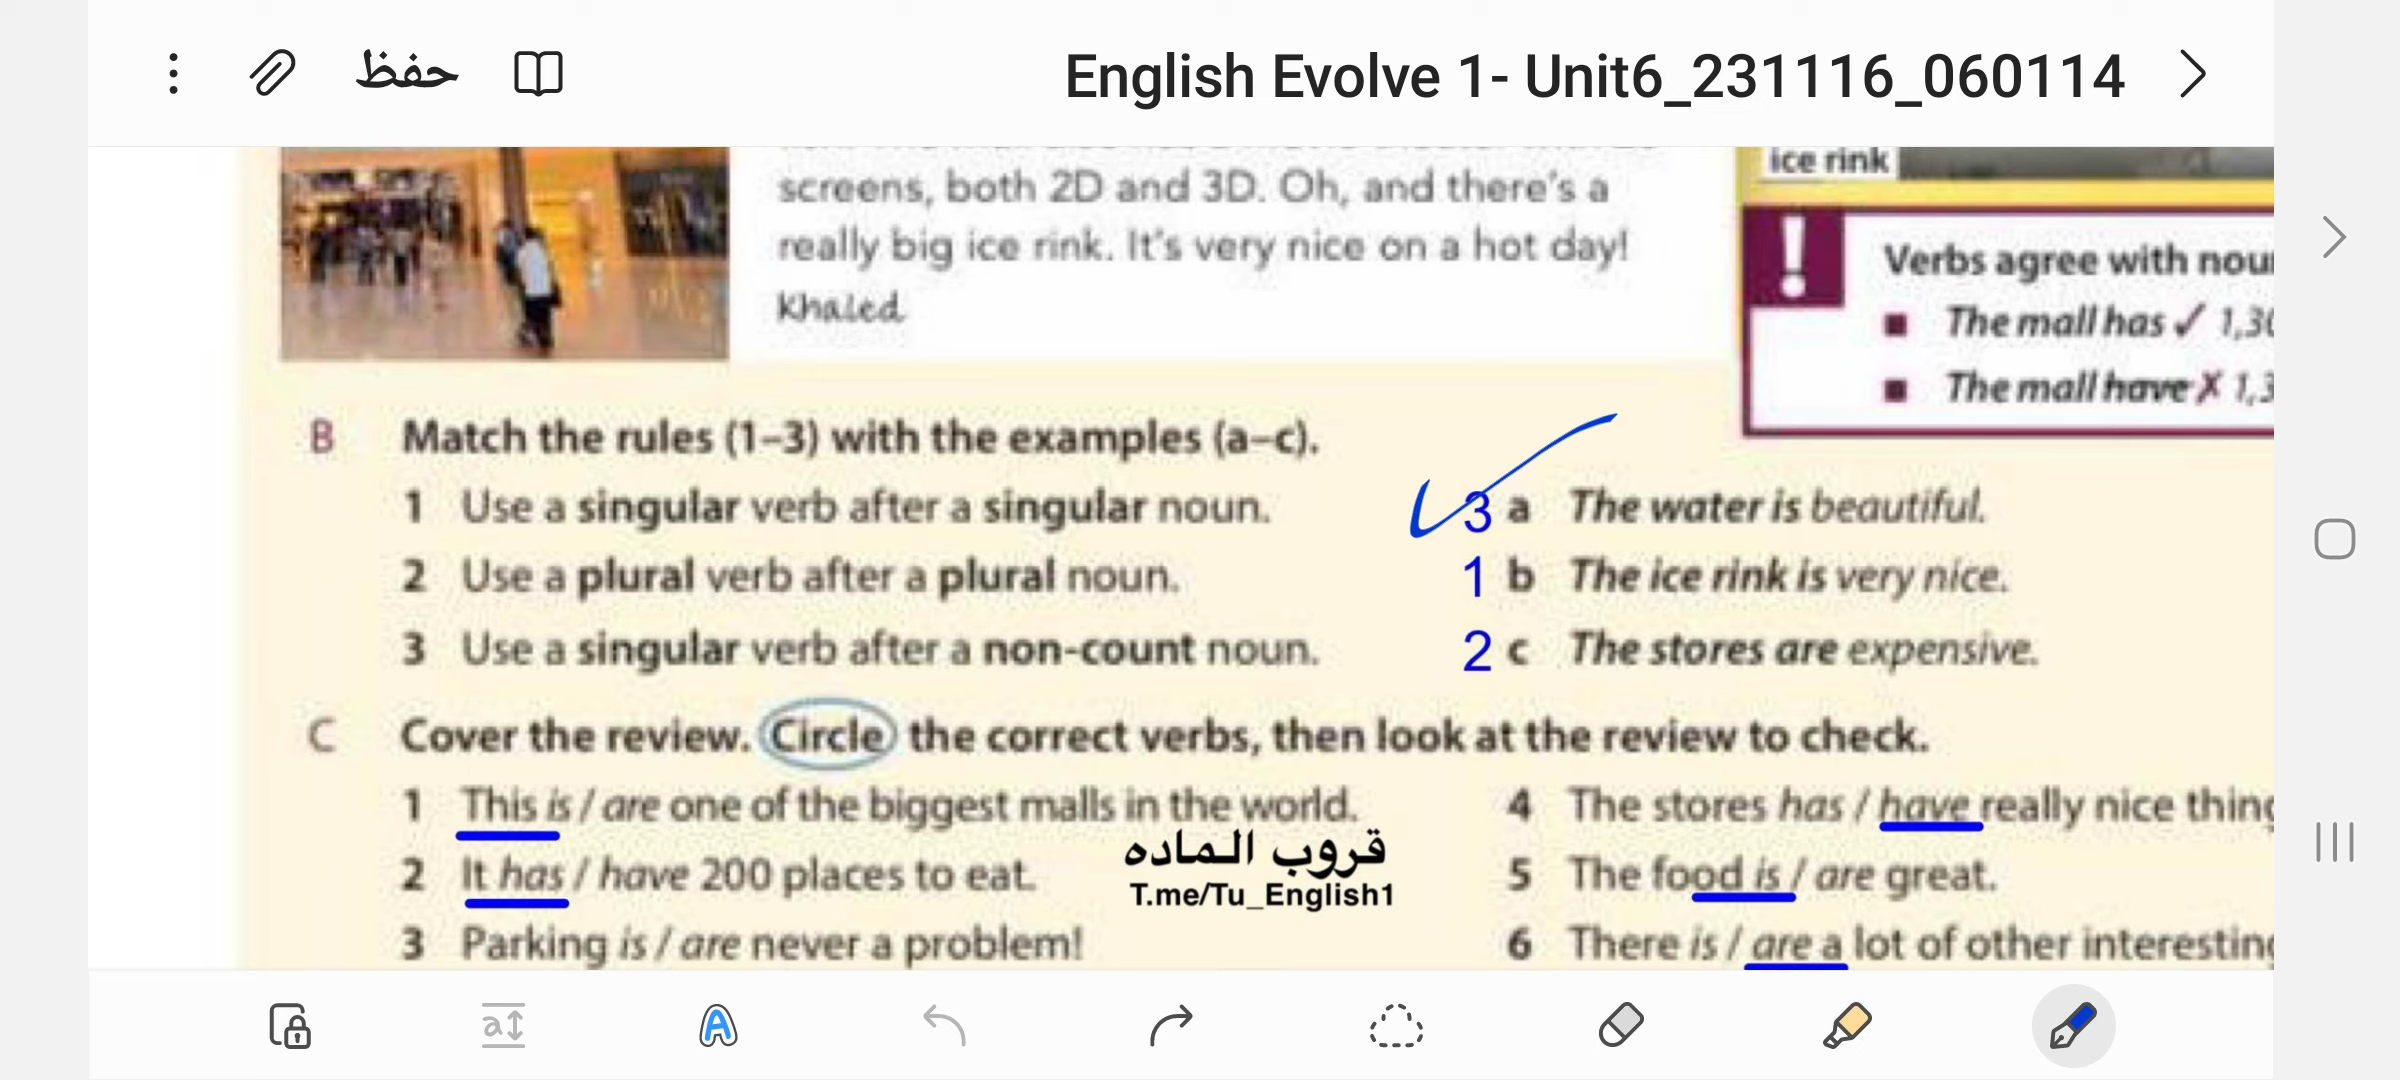 حفظ
English Evolve 1- Unit6_231116_060114
screens, both 2D and 3D. Oh, and there's a
really big ice rink. It's very nice on a hot day!
Khaled
ice rink
!
Verbs agree with
The mall has ✓
The mall have ✗
B Match the rules (1–3) with the examples (a–c).
1 Use a singular verb after a singular noun.
2 Use a plural verb after a plural noun.
3 Use a singular verb after a non-count noun.
3 a The water is beautiful.
1 b The ice rink is very nice.
2 c The stores are expensive.
C Cover the review. Circle the correct verbs, then look at the review to check.
1 This is / are one of the biggest malls in the world.
2 It has / have 200 places to eat.
3 Parking is / are never a problem!
4 The stores has / have really nice
5 The food is / are great.
6 There is / are a lot of other interesting
قروب الماده
T.me/Tu_English1